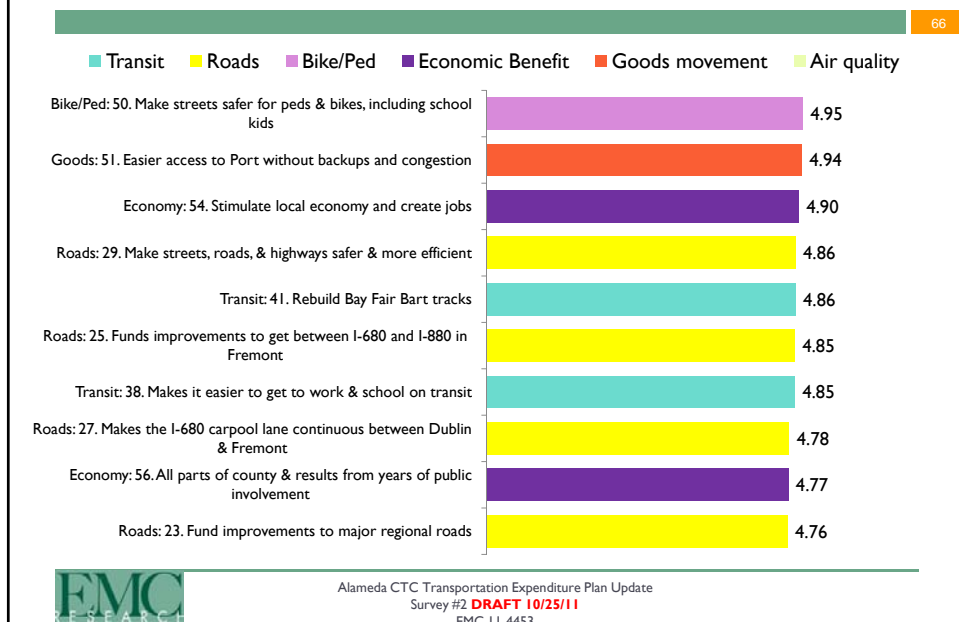 66
Transit Roads Bike/Ped Economic Benefit Goods movement Air quality
Bike/Ped: 50. Make streets safer for peds & bikes, including school
kids
4.95
Goods: 51. Easier access to Port without backups and congestion
4.94
Economy: 54. Stimulate local economy and create jobs
4.90
Roads: 29. Make streets, roads, & highways safer & more efficient
4.86
Transit: 41. Rebuild Bay Fair Bart tracks
4.86
Roads: 25. Funds improvements to get between I-680 and I-880 in
Fremont
4.85
Transit: 38. Makes it easier to get to work & school on transit
4.85
Roads: 27. Makes the I-680 carpool lane continuous between Dublin
& Fremont
4.78
Economy: 56. All parts of county & results from years of public
involvement
4.77
Roads: 23. Fund improvements to major regional roads
4.76
EMC
RESEARCH
Alameda CTC Transportation Expenditure Plan Update
Survey #2 DRAFT 10/25/11
EMC 11-4453